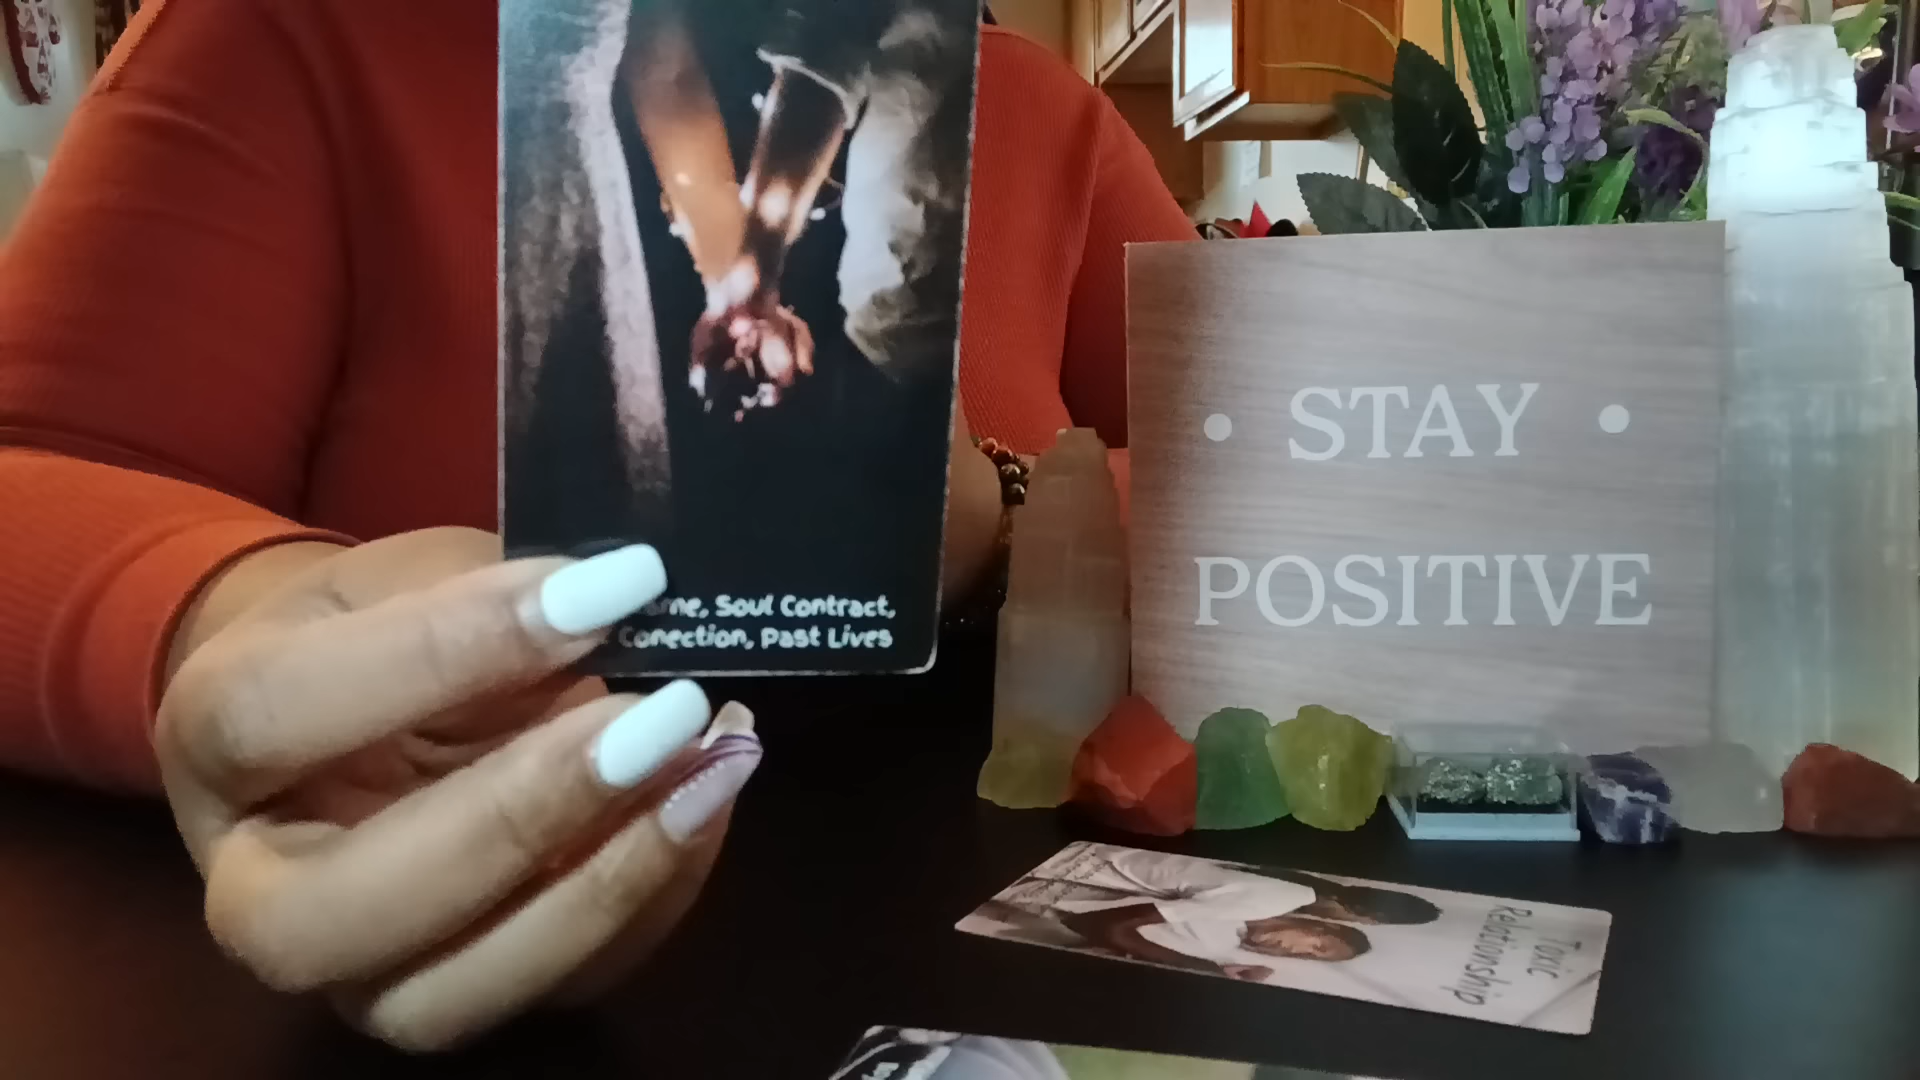 Soul Contract,
Conection, Past Lives
• STAY •
POSITIVE
Toxic
Relationship